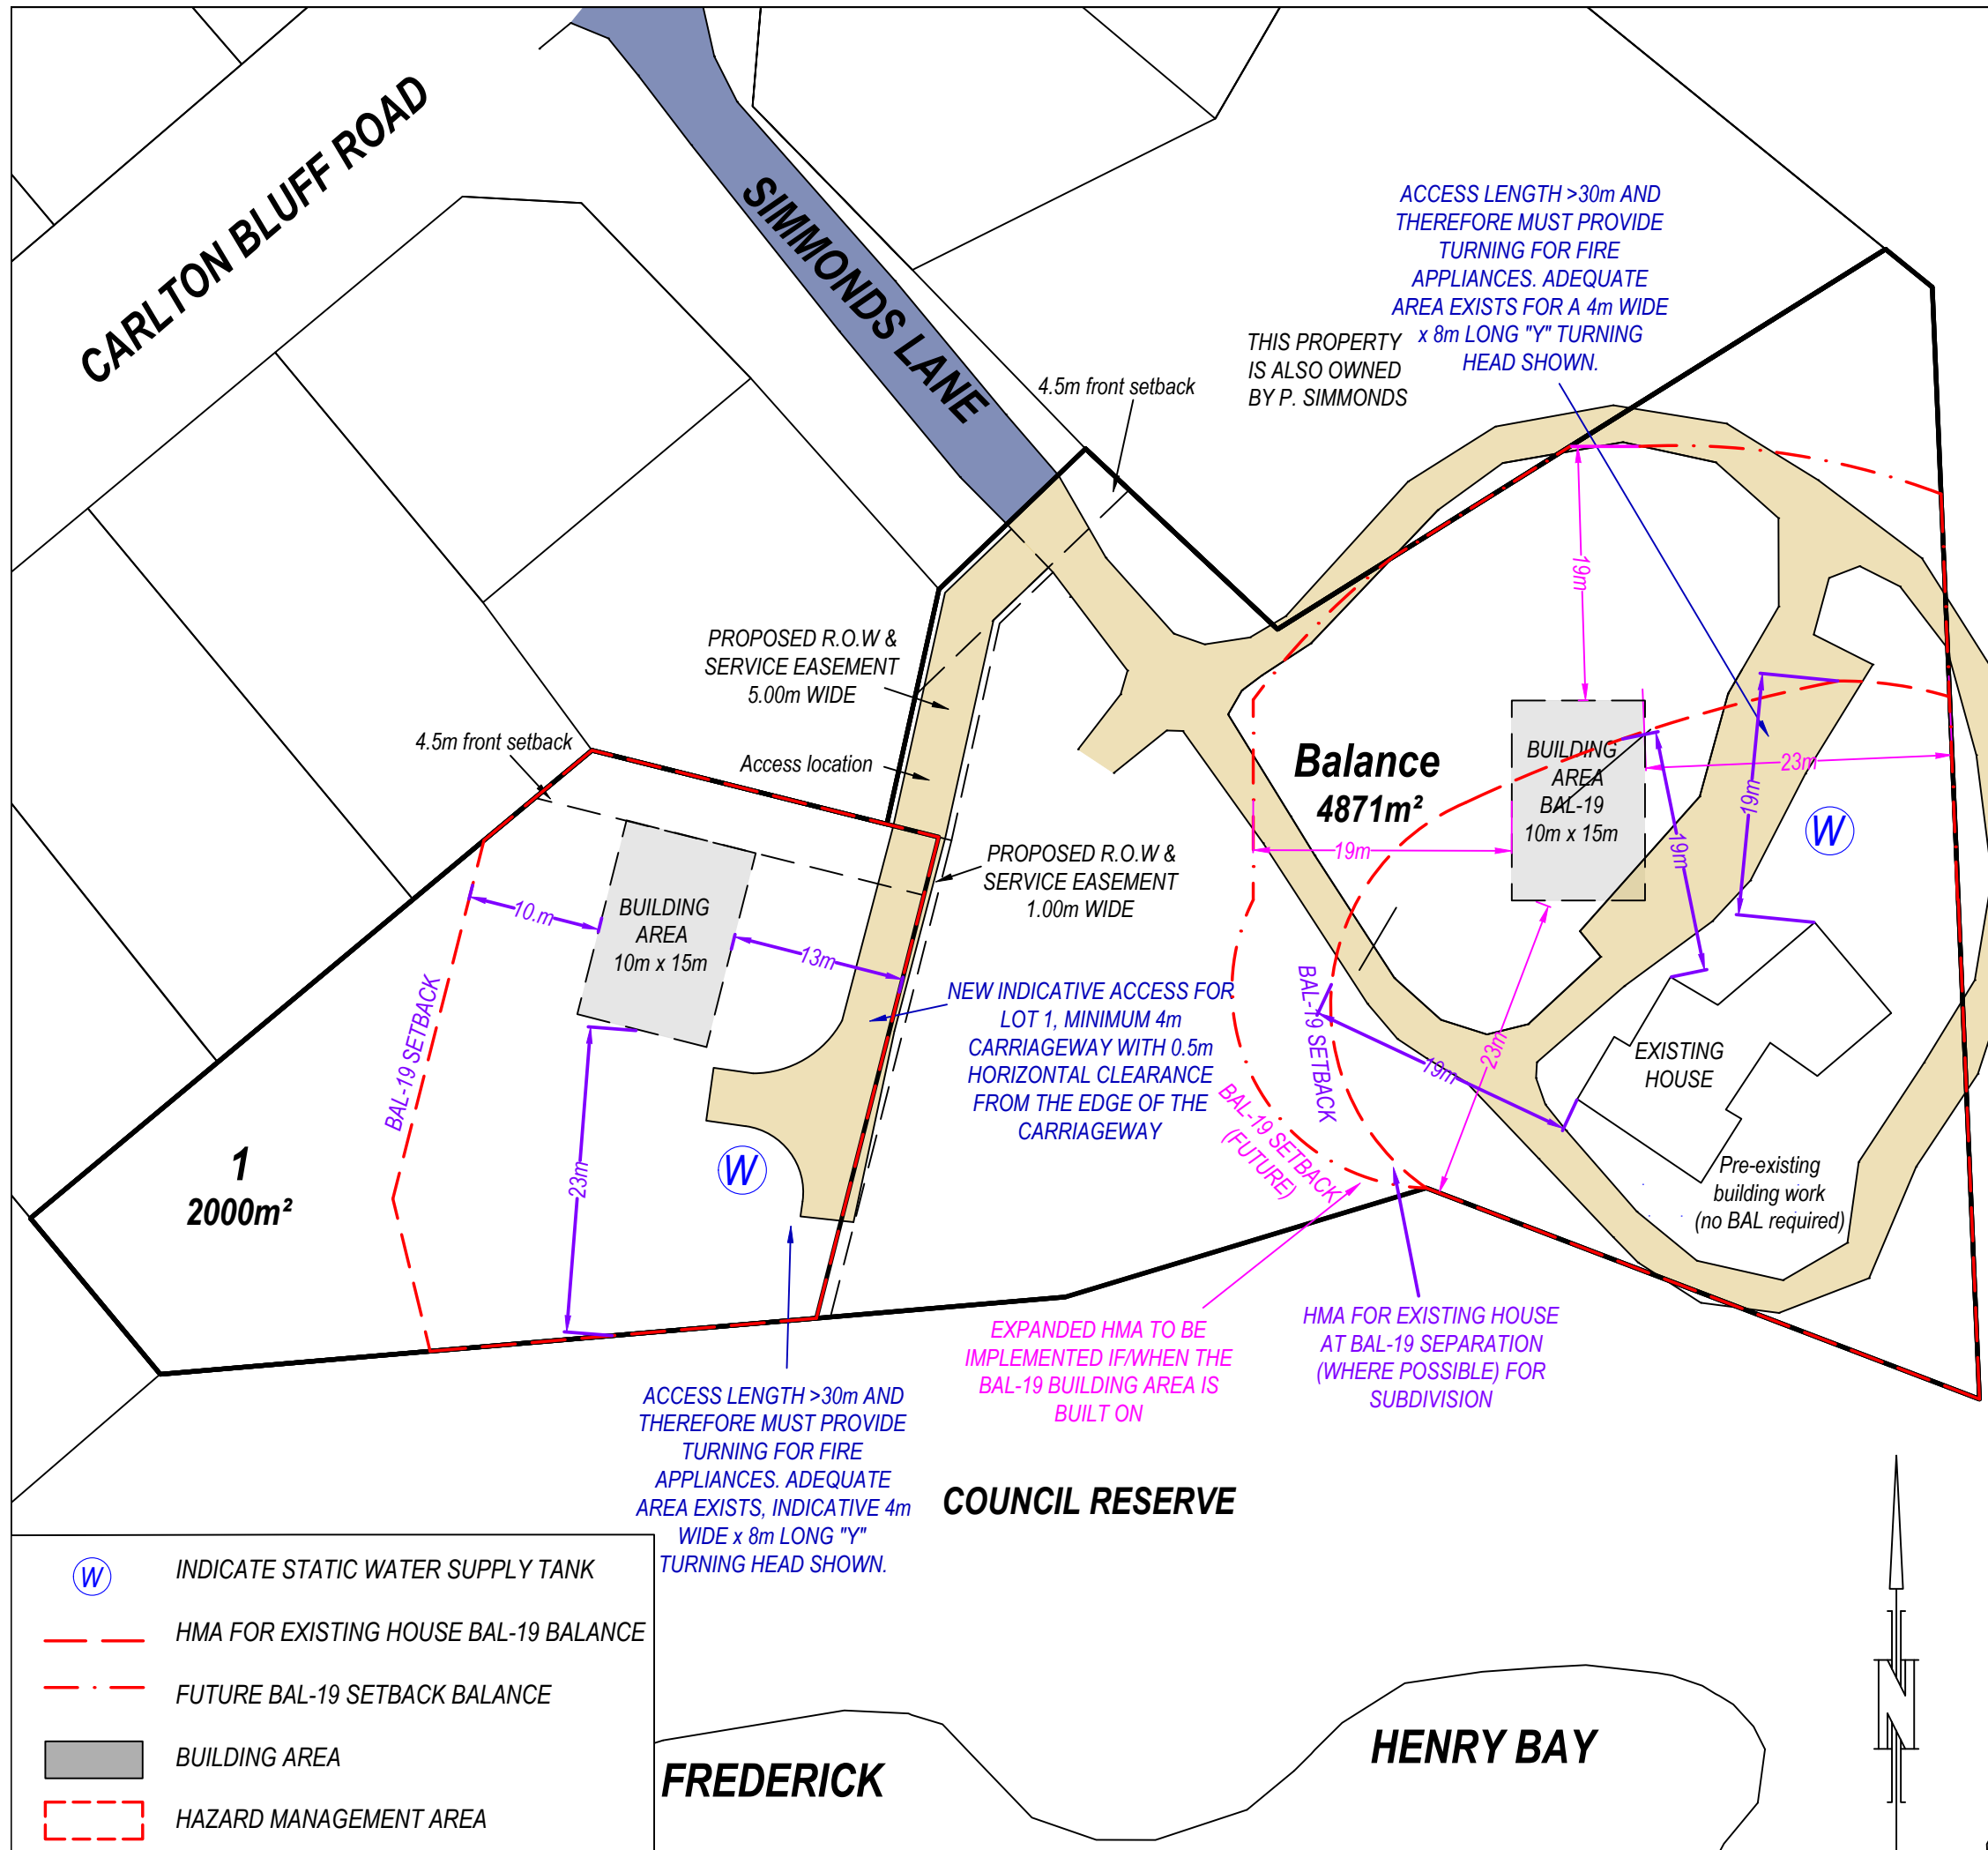 CARLTON BLUFF ROAD
SIMMONDS LANE
ACCESS LENGTH >30m AND
THEREFORE MUST PROVIDE
TURNING FOR FIRE
APPLIANCES. ADEQUATE
AREA EXISTS FOR A 4m WIDE
x 8m LONG "Y" TURNING
HEAD SHOWN.
THIS PROPERTY
IS ALSO OWNED
BY P. SIMMONDS
4.5m front setback
19m
PROPOSED R.O.W &
SERVICE EASEMENT
5.00m WIDE
4.5m front setback
Access location
Balance
4871m²
BUILDING
AREA
BAL-19
10m x 15m
23m
19m
19m
19m
W
PROPOSED R.O.W &
SERVICE EASEMENT
1.00m WIDE
BUILDING
AREA
10m x 15m
10.m
13m
BAL-19 SETBACK
NEW INDICATIVE ACCESS FOR
LOT 1, MINIMUM 4m
CARRIAGEWAY WITH 0.5m
HORIZONTAL CLEARANCE
FROM THE EDGE OF THE
CARRIAGEWAY
BAL-19 SETBACK
23m
19m
BAL-19 SETBACK
(FUTURE)
EXISTING
HOUSE
Pre-existing
building work
(no BAL required)
1
2000m²
23m
W
EXPANDED HMA TO BE
IMPLEMENTED IF/WHEN THE
BAL-19 BUILDING AREA IS
BUILT ON
HMA FOR EXISTING HOUSE
AT BAL-19 SEPARATION
(WHERE POSSIBLE) FOR
SUBDIVISION
ACCESS LENGTH >30m AND
THEREFORE MUST PROVIDE
TURNING FOR FIRE
APPLIANCES. ADEQUATE
AREA EXISTS, INDICATIVE 4m
WIDE x 8m LONG "Y"
TURNING HEAD SHOWN.
COUNCIL RESERVE
W INDICATE STATIC WATER SUPPLY TANK
HMA FOR EXISTING HOUSE BAL-19 BALANCE
FUTURE BAL-19 SETBACK BALANCE
BUILDING AREA
HAZARD MANAGEMENT AREA
FREDERICK
HENRY BAY
N